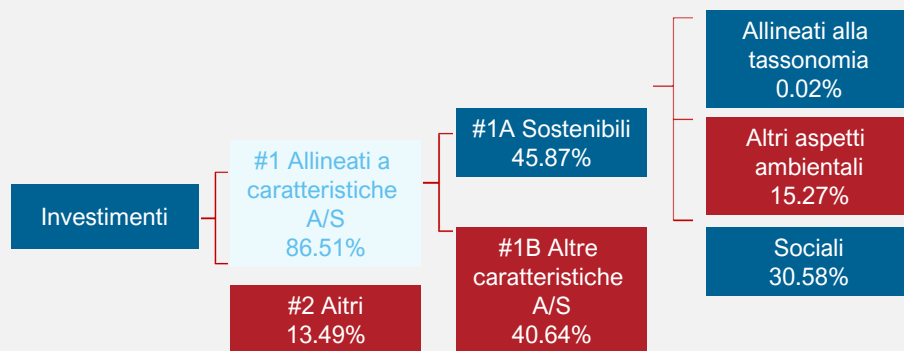 Investimenti
#1 Allineati a
caratteristiche
A/S
86.51%
#2 Aitri
13.49%
#1A Sostenibili
45.87%
#1B Altre
caratteristiche
A/S
40.64%
Allineati alla
tassonomia
0.02%
Altri aspetti
ambientali
15.27%
Sociali
30.58%